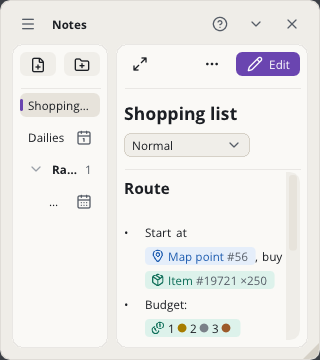 Notes
Shopping...
Dailies
Ra... 1
...
Edit
Shopping list
Normal
Route
• Start at
Map point #56 , buy
Item #19721 ×250
• Budget:
1 2 3